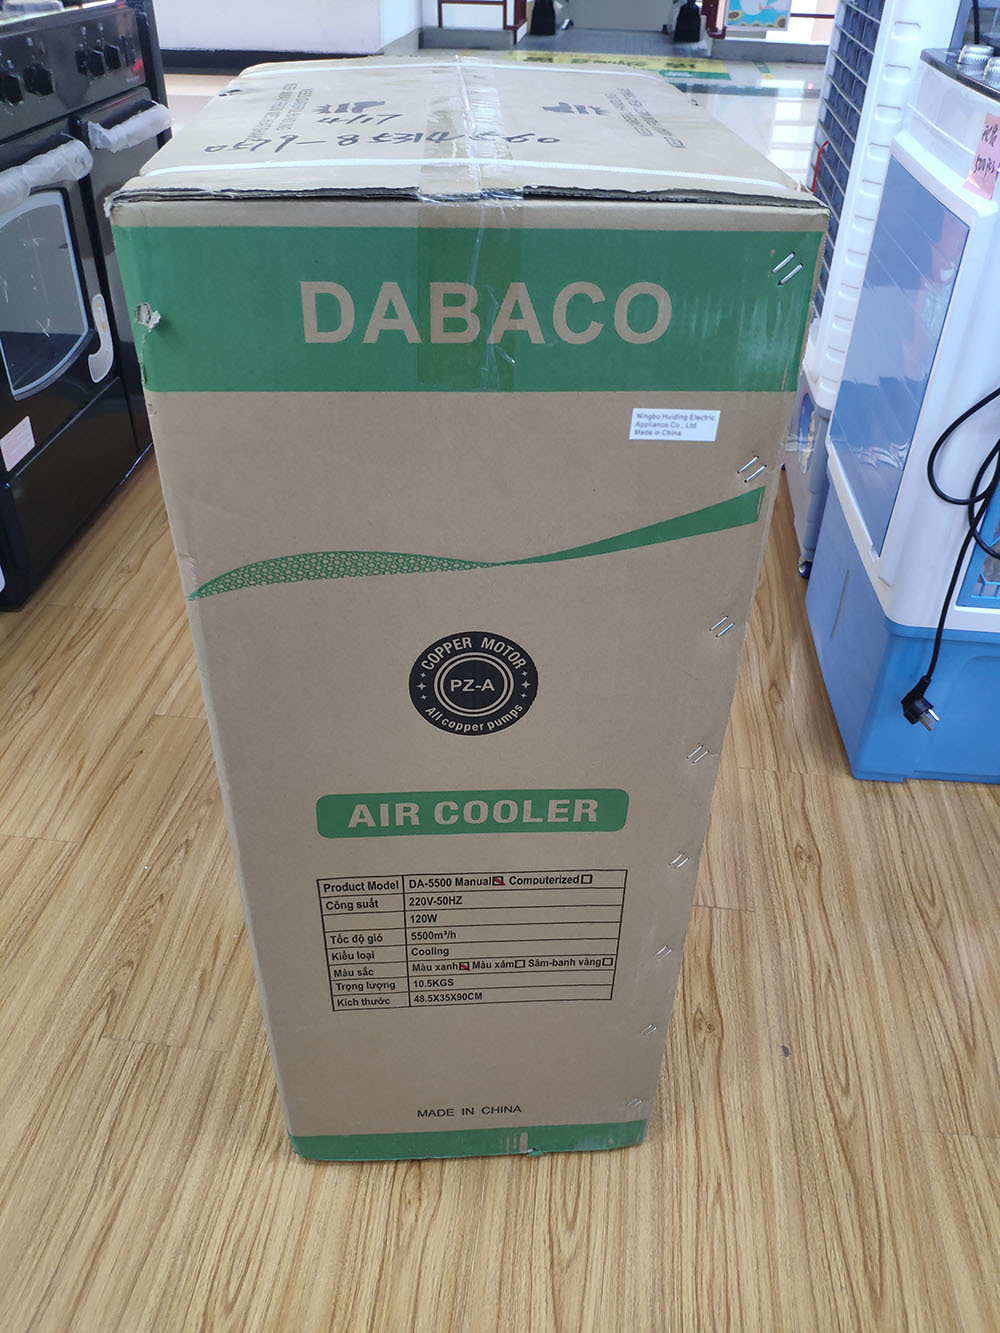 DABACO
Ningbo Huiding Electric
Appliance Co., Ltd
Made in China
COPPER MOTOR
PZ-A
All copper pumps
AIR COOLER
Product Model DA-5500 Manual Computerized
Công suất 220V-50HZ
120W
Tốc độ gió 5500m³/h
Kiểu loại Cooling
Màu sắc Màu xanh Màu xám Sâm-banh vàng
Trọng lượng 10.5KGS
Kích thước 48.5X35X90CM
MADE IN CHINA